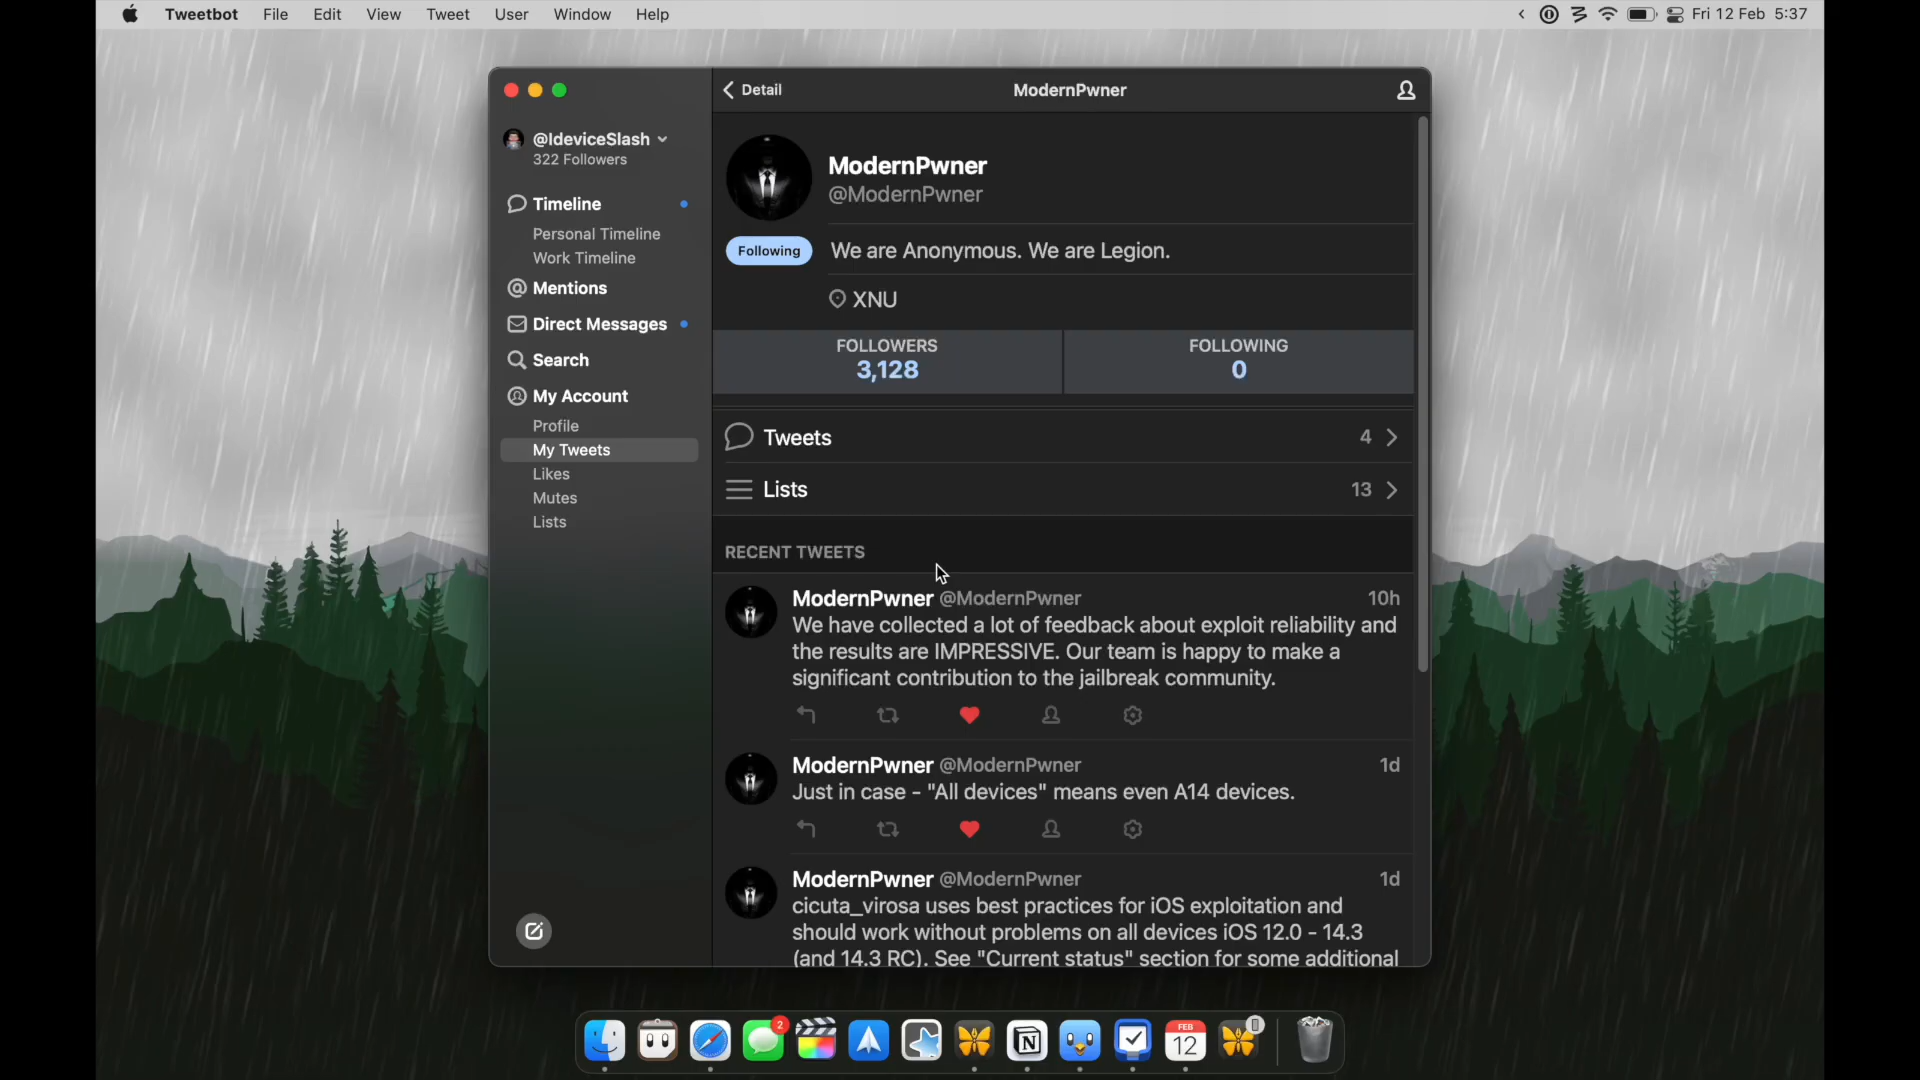 Tweetbot File Edit View Tweet User Window Help
Fri 12 Feb 5:37
Detail
ModernPwner
@IdeviceSlash
322 Followers
Timeline
Personal Timeline
Work Timeline
Mentions
Direct Messages
Search
My Account
Profile
My Tweets
Likes
Mutes
Lists
ModernPwner
@ModernPwner
Following
We are Anonymous. We are Legion.
XNU
FOLLOWERS
3,128
FOLLOWING
0
Tweets 4
Lists 13
RECENT TWEETS
ModernPwner @ModernPwner 10h
We have collected a lot of feedback about exploit reliability and
the results are IMPRESSIVE. Our team is happy to make a
significant contribution to the jailbreak community.
ModernPwner @ModernPwner 1d
Just in case - "All devices" means even A14 devices.
ModernPwner @ModernPwner 1d
cicuta_virosa uses best practices for iOS exploitation and
should work without problems on all devices iOS 12.0 - 14.3
(and 14.3 RC). See "Current status" section for some additional
2
N
FEB
12